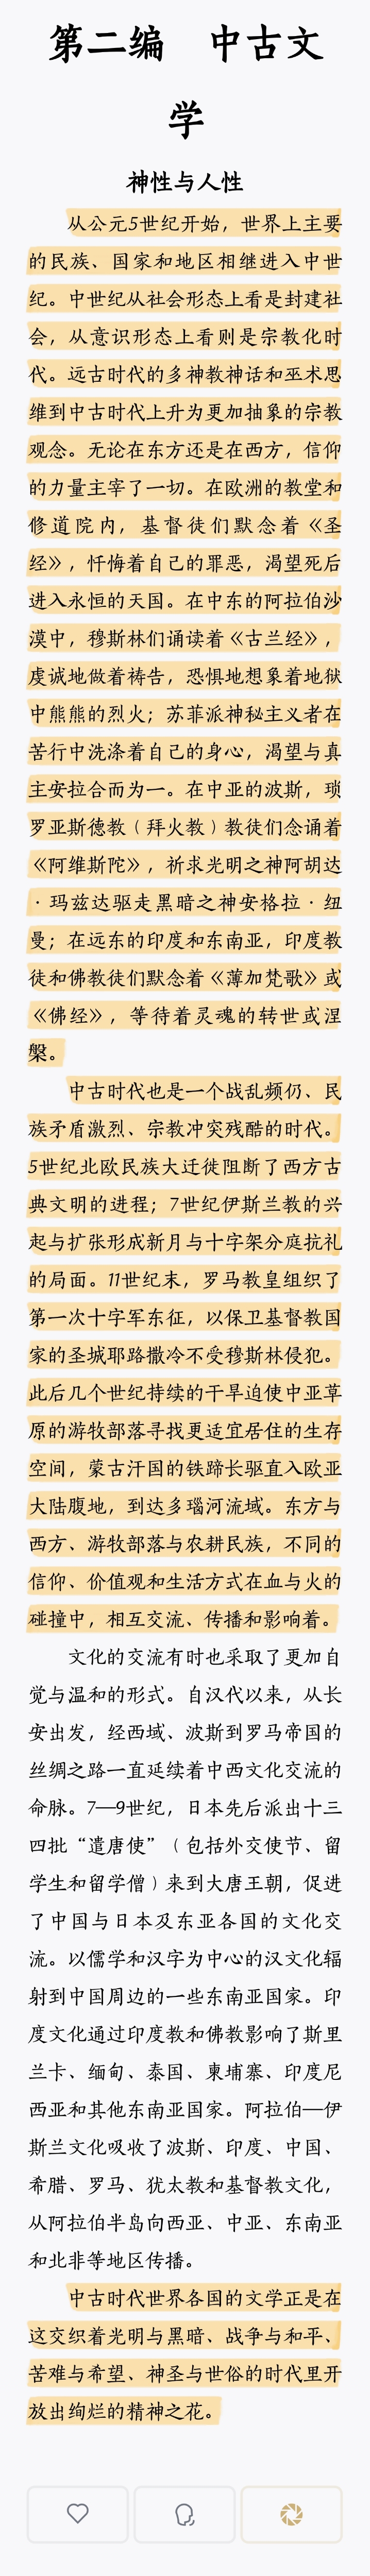 第二编　中古文
学
神性与人性
从公元5世纪开始，世界上主要
的民族、国家和地区相继进入中世
纪。中世纪从社会形态上看是封建社
会，从意识形态上看则是宗教化时
代。远古时代的多神教神话和巫术思
维到中古时代上升为更加抽象的宗教
观念。无论在东方还是在西方，信仰
的力量主宰了一切。在欧洲的教堂和
修道院内，基督徒们默念着《圣
经》，忏悔着自己的罪恶，渴望死后
进入永恒的天国。在中东的阿拉伯沙
漠中，穆斯林们诵读着《古兰经》，
虔诚地做着祷告，恐惧地想象着地狱
中熊熊的烈火；苏菲派神秘主义者在
苦行中洗涤着自己的身心，渴望与真
主安拉合而为一。在中亚的波斯，琐
罗亚斯德教（拜火教）教徒们念诵着
《阿维斯陀》，祈求光明之神阿胡达
·玛兹达驱走黑暗之神安格拉·纽
曼；在远东的印度和东南亚，印度教
徒和佛教徒们默念着《薄加梵歌》或
《佛经》，等待着灵魂的转世或涅
槃。
中古时代也是一个战乱频仍、民
族矛盾激烈、宗教冲突残酷的时代。
5世纪北欧民族大迁徙阻断了西方古
典文明的进程；7世纪伊斯兰教的兴
起与扩张形成新月与十字架分庭抗礼
的局面。11世纪末，罗马教皇组织了
第一次十字军东征，以保卫基督教国
家的圣城耶路撒冷不受穆斯林侵犯。
此后几个世纪持续的干旱迫使中亚草
原的游牧部落寻找更适宜居住的生存
空间，蒙古汗国的铁蹄长驱直入欧亚
大陆腹地，到达多瑙河流域。东方与
西方、游牧部落与农耕民族，不同的
信仰、价值观和生活方式在血与火的
碰撞中，相互交流、传播和影响着。
文化的交流有时也采取了更加自
觉与温和的形式。自汉代以来，从长
安出发，经西域、波斯到罗马帝国的
丝绸之路一直延续着中西文化交流的
命脉。7—9世纪，日本先后派出十三
四批“遣唐使”（包括外交使节、留
学生和留学僧）来到大唐王朝，促进
了中国与日本及东亚各国的文化交
流。以儒学和汉字为中心的汉文化辐
射到中国周边的一些东南亚国家。印
度文化通过印度教和佛教影响了斯里
兰卡、缅甸、泰国、柬埔寨、印度尼
西亚和其他东南亚国家。阿拉伯—伊
斯兰文化吸收了波斯、印度、中国、
希腊、罗马、犹太教和基督教文化，
从阿拉伯半岛向西亚、中亚、东南亚
和北非等地区传播。
中古时代世界各国的文学正是在
这交织着光明与黑暗、战争与和平、
苦难与希望、神圣与世俗的时代里开
放出绚烂的精神之花。